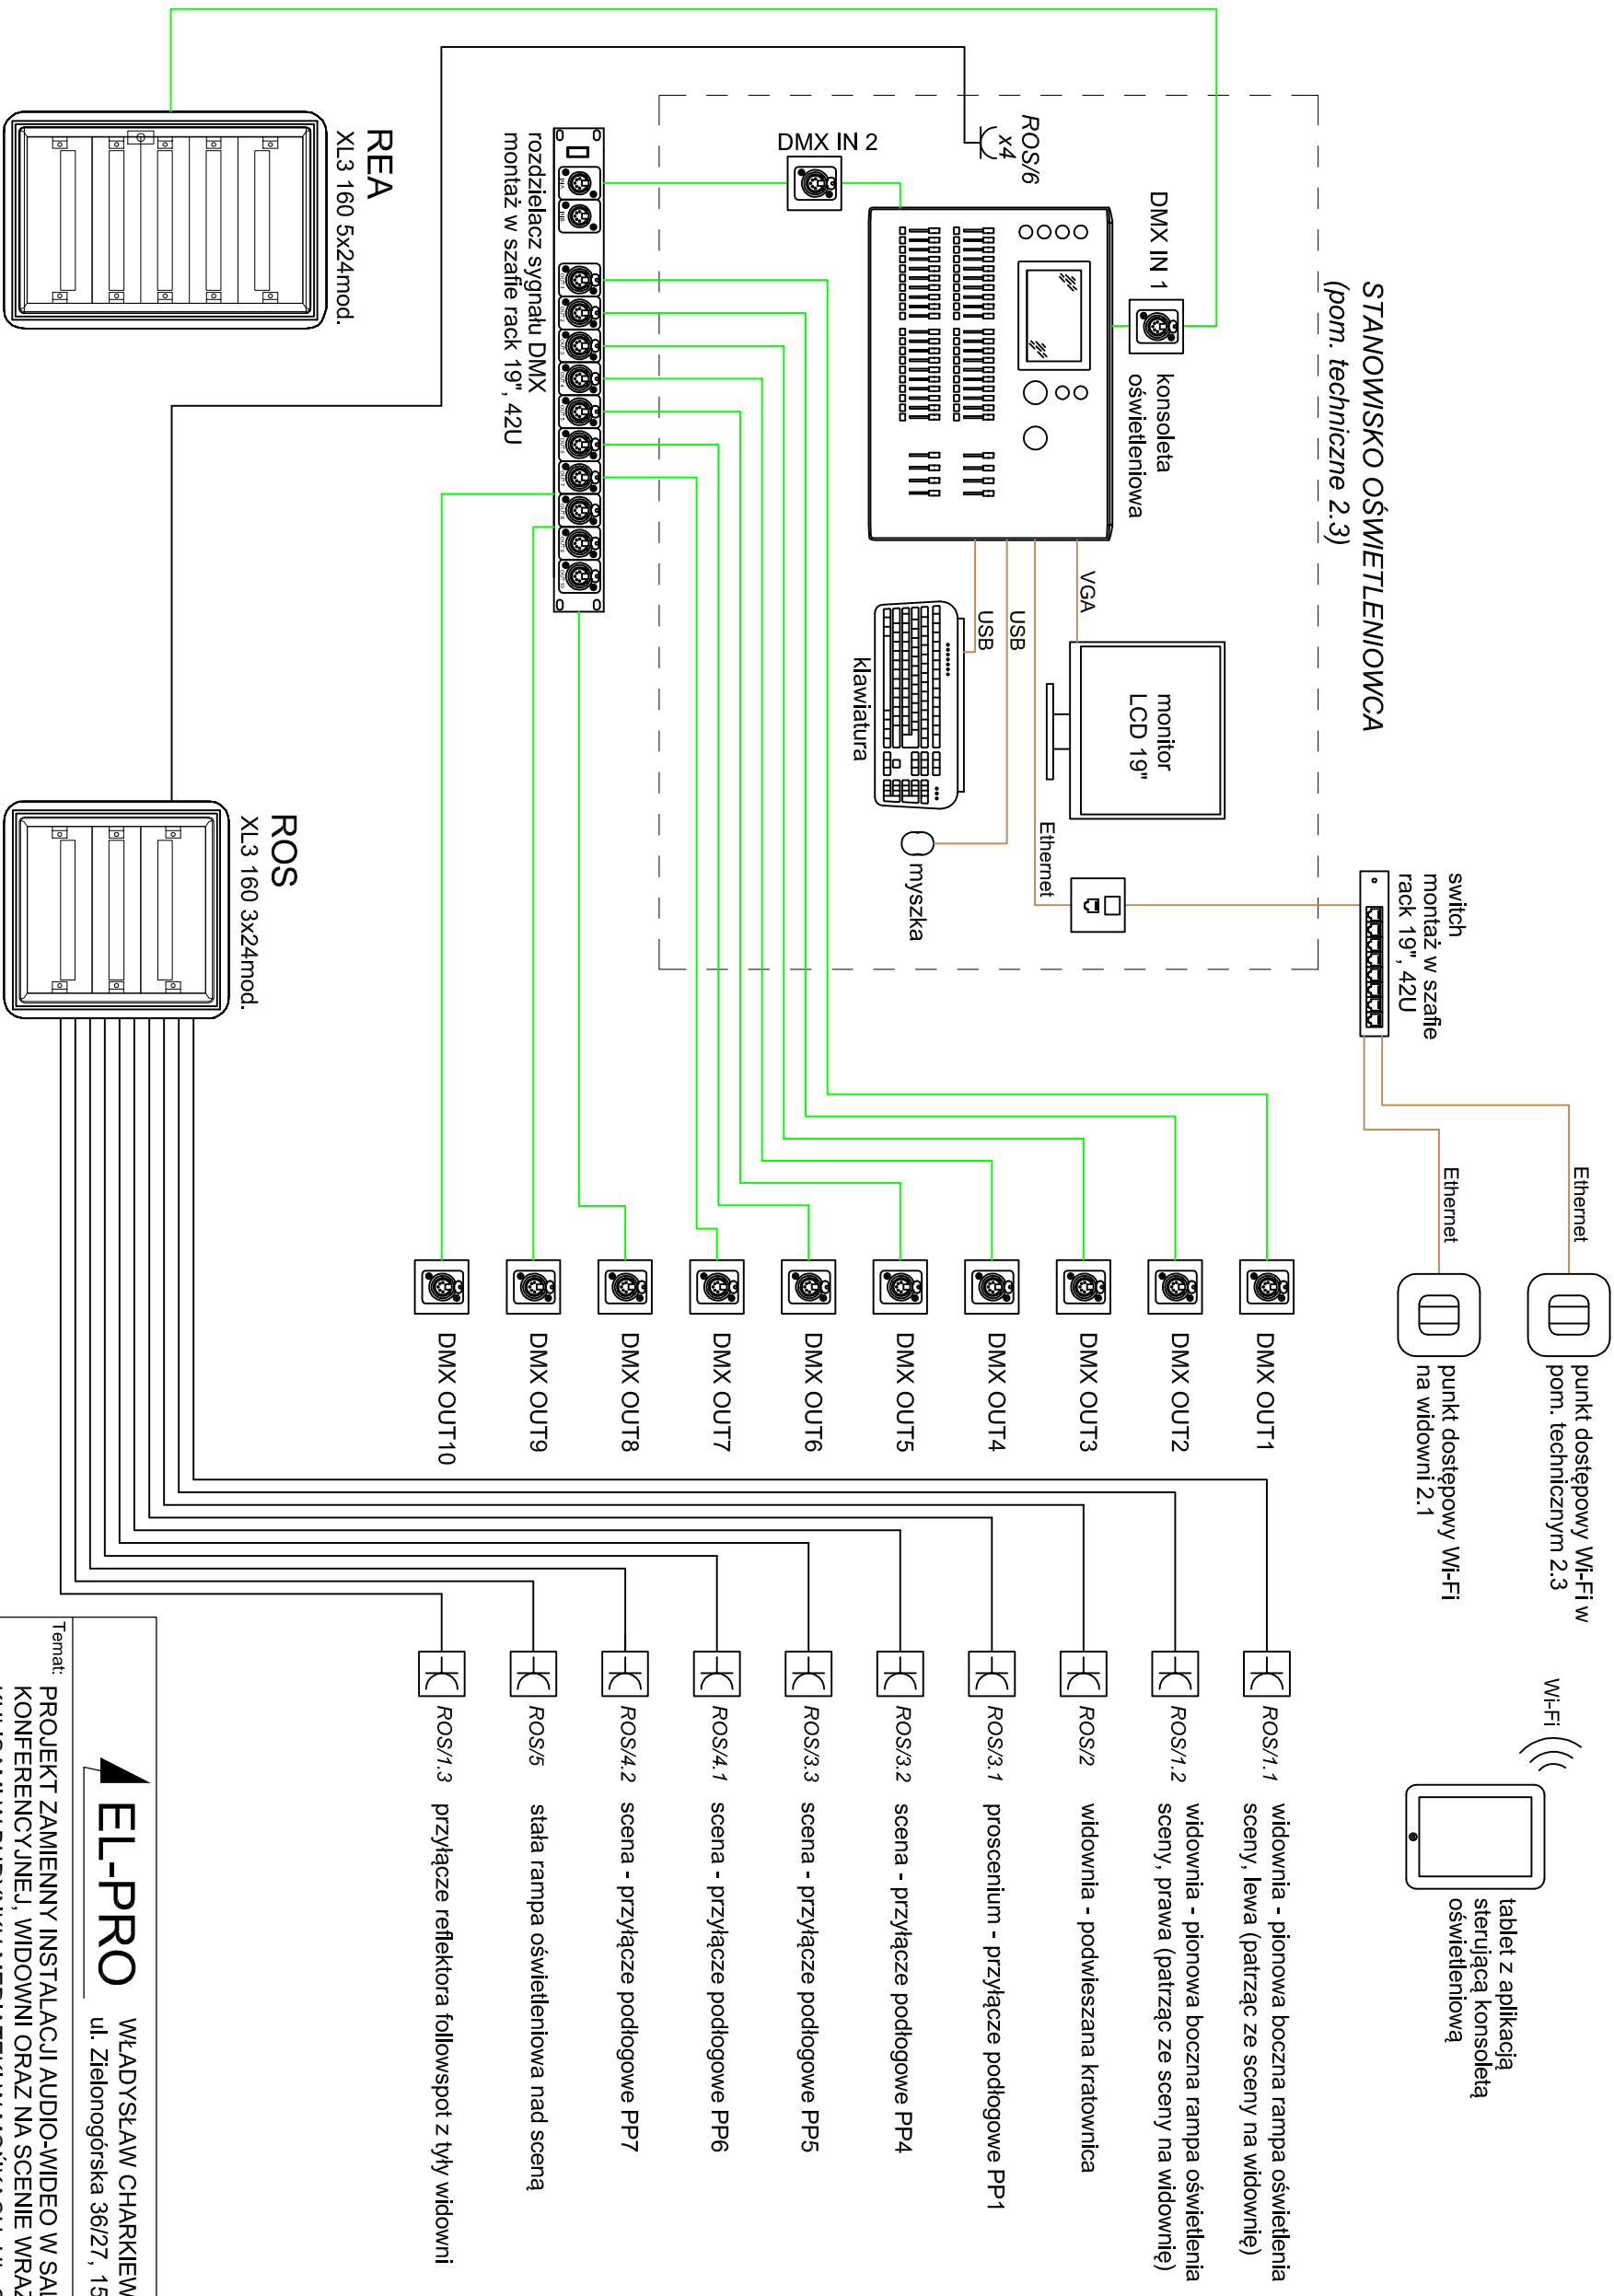 STANOWISKO OŚWIETLENIOWCA
(pom. techniczne 2.3)
ROS/6
x4
DMX IN 1
DMX IN 2
konsoleta
oświetleniowa
VGA
USB
USB
Ethernet
monitor
LCD 19"
klawiatura
myszka
switch
montaż w szafie
rack 19", 42U
Ethernet
Ethernet
punkt dostępowy Wi-Fi w
pom. technicznym 2.3
punkt dostępowy Wi-Fi
na widowni 2.1
Wi-Fi
tablet z aplikacją
sterującą konsoletą
oświetleniową
rozdzielacz sygnału DMX
montaż w szafie rack 19", 42U
REA
XL3 160 5x24mod.
ROS
XL3 160 3x24mod.
DMX OUT1
DMX OUT2
DMX OUT3
DMX OUT4
DMX OUT5
DMX OUT6
DMX OUT7
DMX OUT8
DMX OUT9
DMX OUT10
ROS/1.1 widownia - pionowa boczna rampa oświetlenia
sceny, lewa (patrząc ze sceny na widownię)
ROS/1.2 widownia - pionowa boczna rampa oświetlenia
sceny, prawa (patrząc ze sceny na widownię)
ROS/2 widownia - podwieszana kratownica
ROS/3.1 proscenium - przyłącze podłogowe PP1
ROS/3.2 scena - przyłącze podłogowe PP4
ROS/3.3 scena - przyłącze podłogowe PP5
ROS/4.1 scena - przyłącze podłogowe PP6
ROS/4.2 scena - przyłącze podłogowe PP7
ROS/5 stała rampa oświetleniowa nad sceną
ROS/1.3 przyłącze reflektora followspot z tyły widowni
EL-PRO
WŁADYSŁAW CHARKIEW
ul. Zielonogórska 36/27, 15
Temat:
PROJEKT ZAMIENNY INSTALACJI AUDIO-WIDEO W SAL
KONFERENCYJNEJ, WIDOWNI ORAZ NA SCENIE WRAZ